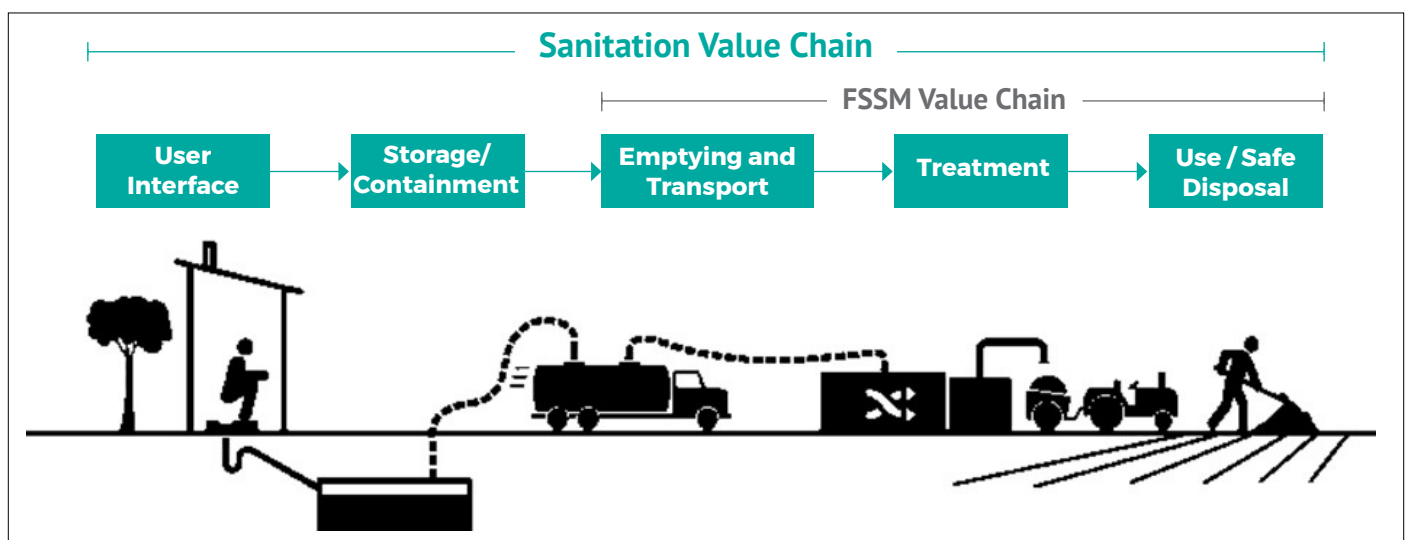 Sanitation Value Chain
FSSM Value Chain
User
Interface
Storage/
Containment
Emptying and
Transport
Treatment
Use / Safe
Disposal